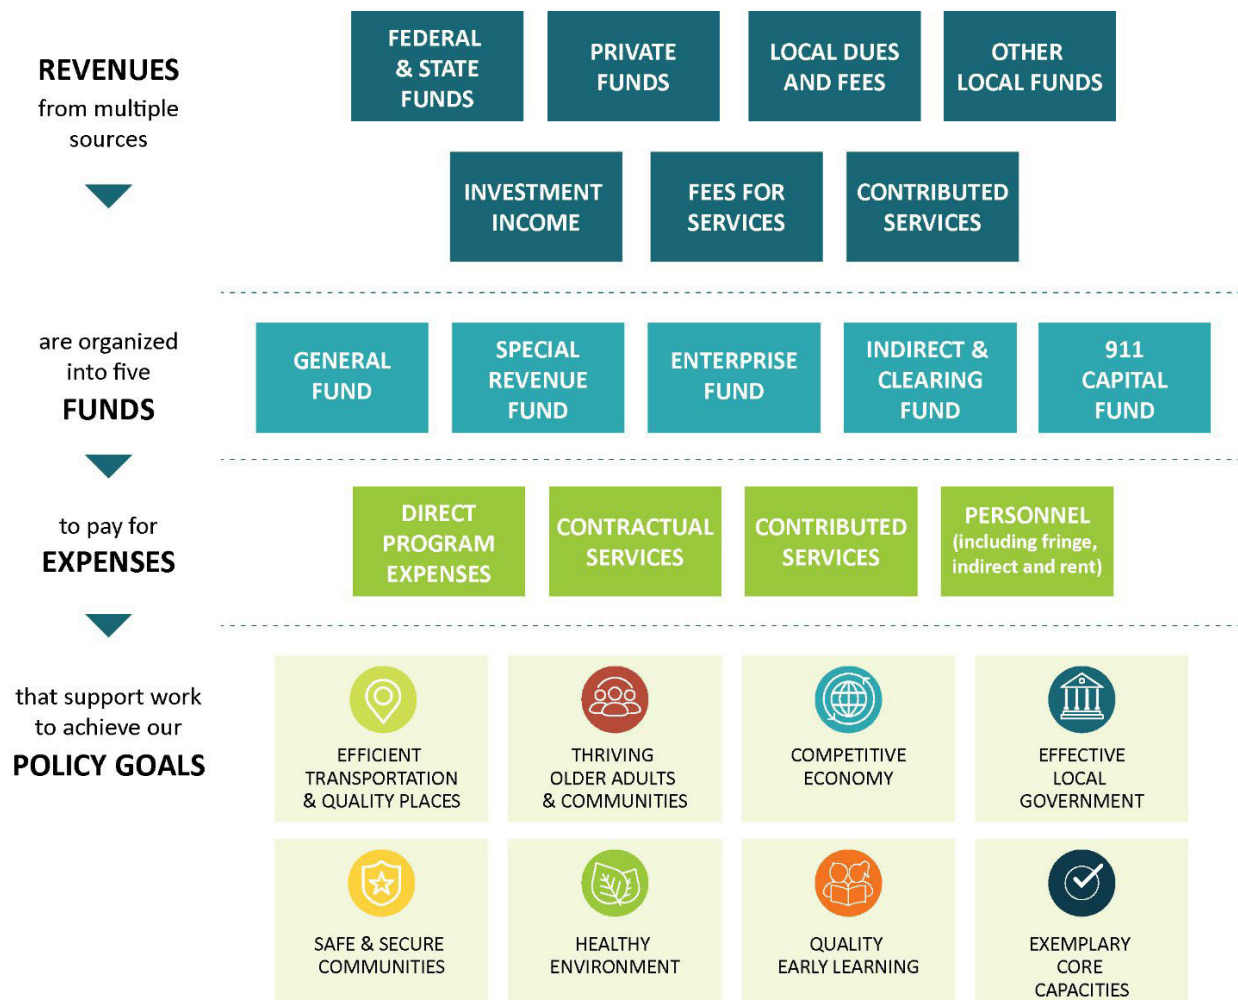 REVENUES
from multiple
sources
FEDERAL
& STATE
FUNDS
PRIVATE
FUNDS
LOCAL DUES
AND FEES
OTHER
LOCAL FUNDS
INVESTMENT
INCOME
FEES FOR
SERVICES
CONTRIBUTED
SERVICES
are organized
into five
FUNDS
GENERAL
FUND
SPECIAL
REVENUE
FUND
ENTERPRISE
FUND
INDIRECT &
CLEARING
FUND
911
CAPITAL
FUND
to pay for
EXPENSES
DIRECT
PROGRAM
EXPENSES
CONTRACTUAL
SERVICES
CONTRIBUTED
SERVICES
PERSONNEL
(including fringe,
indirect and rent)
that support work
to achieve our
POLICY GOALS
EFFICIENT
TRANSPORTATION
& QUALITY PLACES
THRIVING
OLDER ADULTS
& COMMUNITIES
COMPETITIVE
ECONOMY
EFFECTIVE
LOCAL
GOVERNMENT
SAFE & SECURE
COMMUNITIES
HEALTHY
ENVIRONMENT
QUALITY
EARLY LEARNING
EXEMPLARY
CORE
CAPACITIES